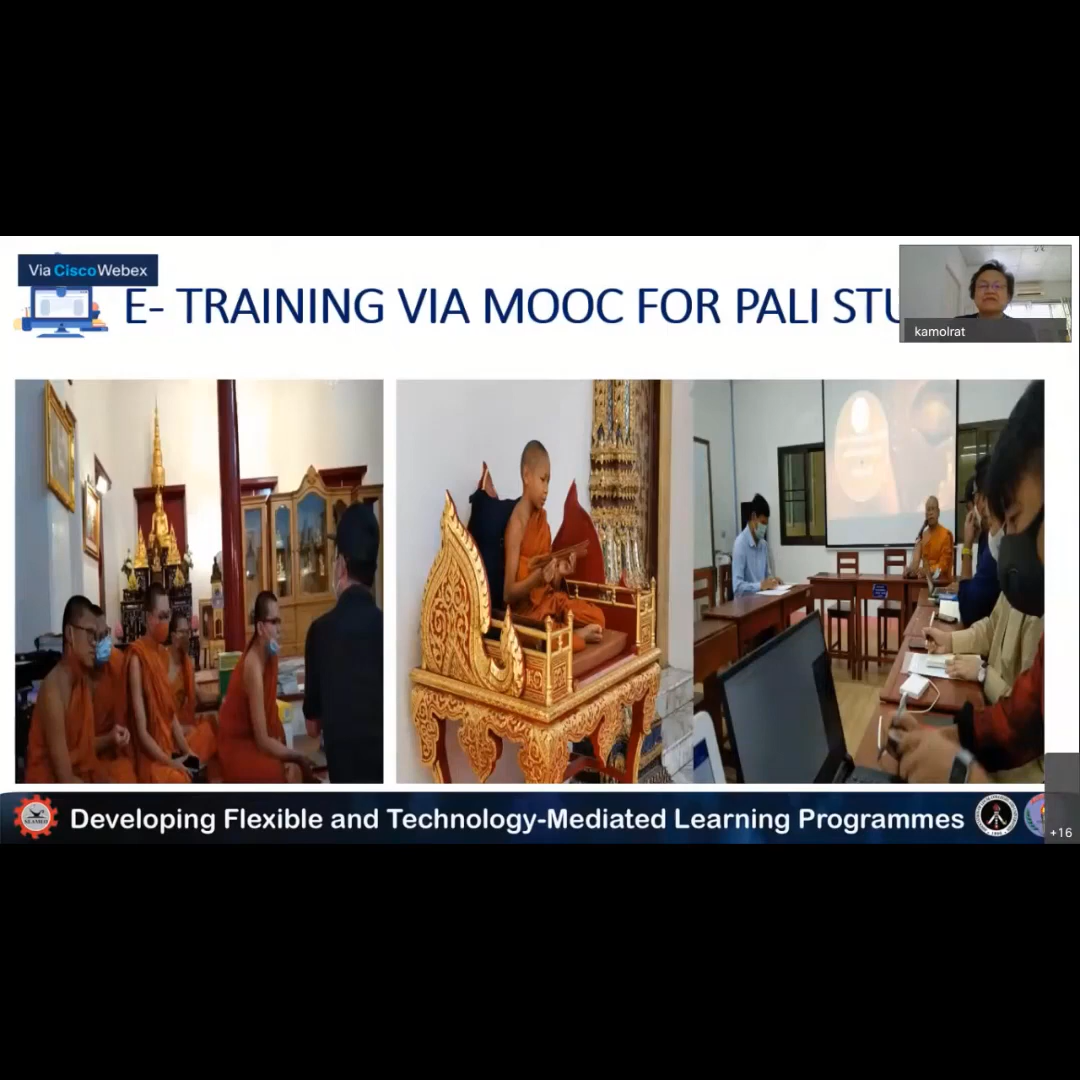 Via CiscoWebex
E- TRAINING VIA MOOC FOR PALI STU
kamolrat
Developing Flexible and Technology-Mediated Learning Programmes
+16